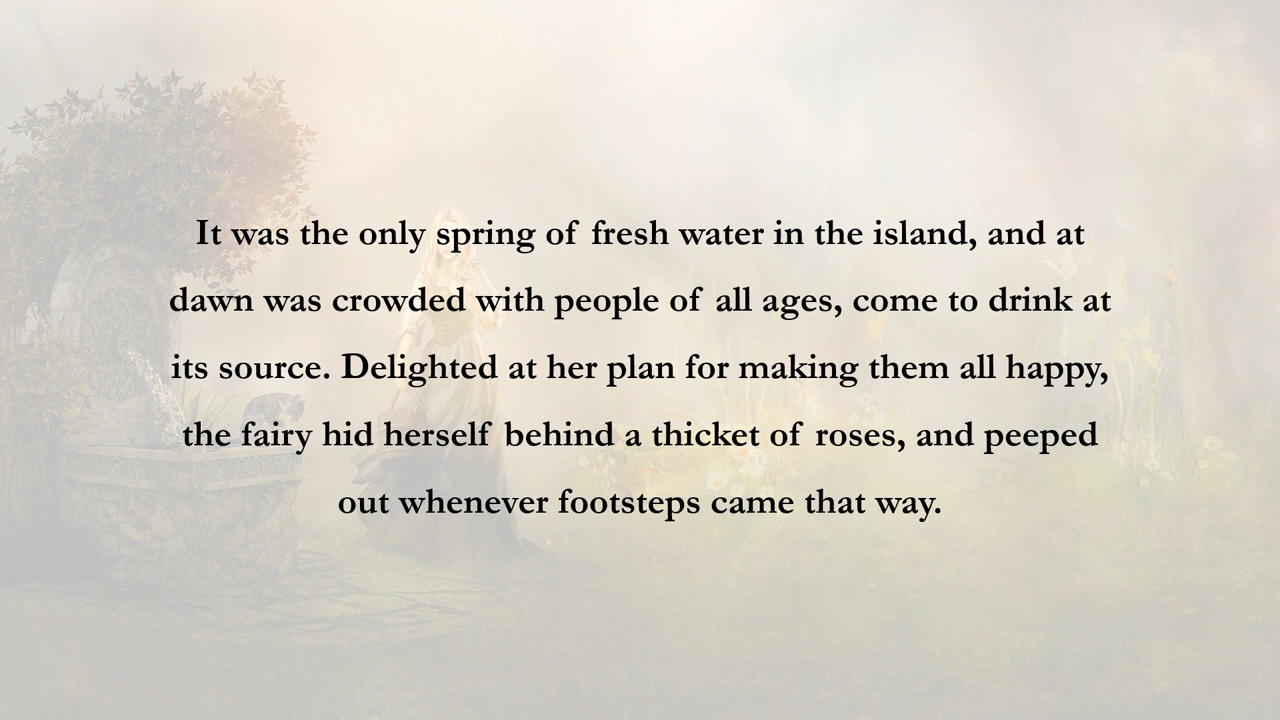 It was the only spring of fresh water in the island, and at
dawn was crowded with people of all ages, come to drink at
its source. Delighted at her plan for making them all happy,
the fairy hid herself behind a thicket of roses, and peeped
out whenever footsteps came that way.